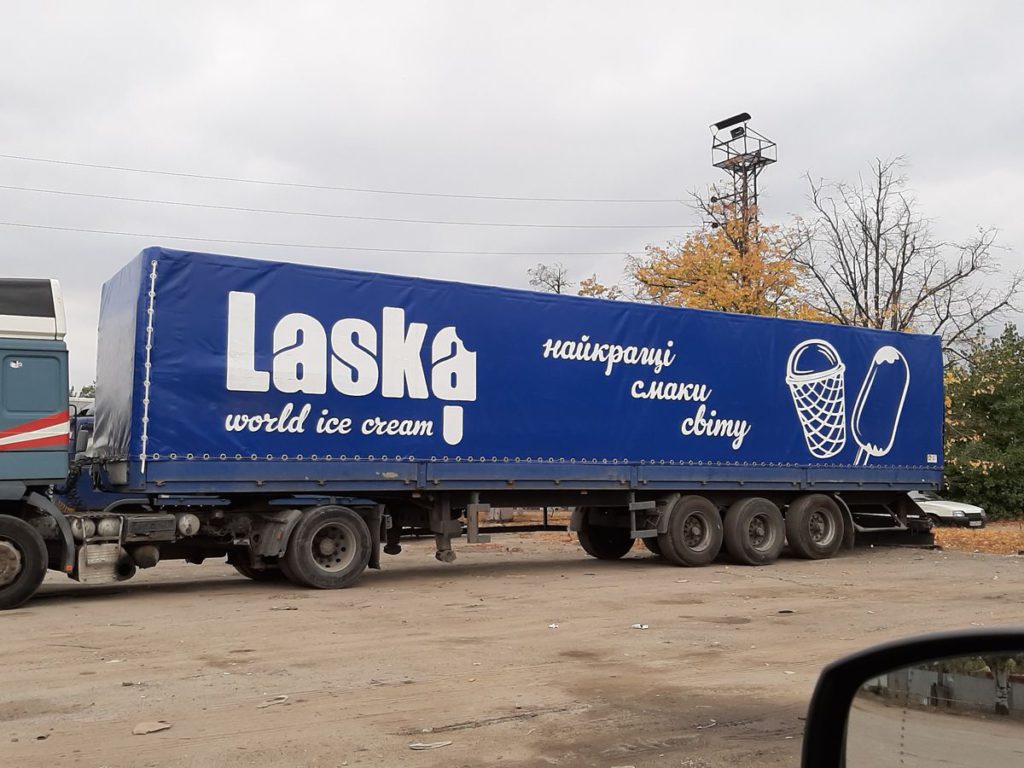 Laska
world ice cream
найкращі
смаки
світу